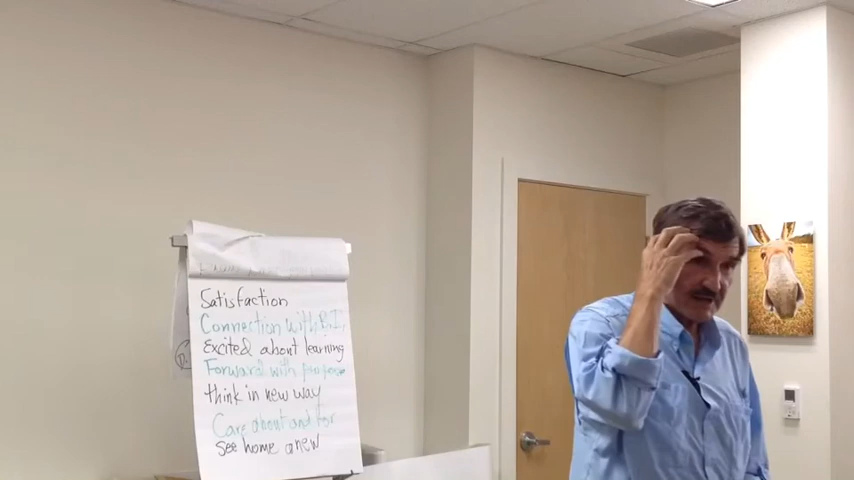 Satisfaction
Connection with B.I.
Excited about learning
Forward with purpose
think in new way
Care about and for
see home anew